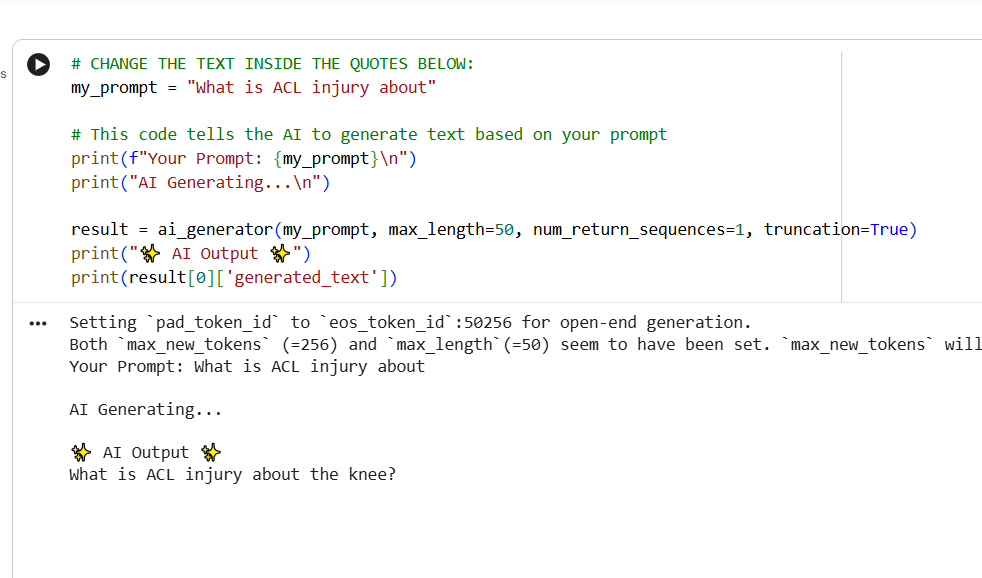 s
# CHANGE THE TEXT INSIDE THE QUOTES BELOW:
my_prompt = "What is ACL injury about"
# This code tells the AI to generate text based on your prompt
print(f"Your Prompt: {my_prompt}\n")
print("AI Generating...\n")
result = ai_generator(my_prompt, max_length=50, num_return_sequences=1, truncation=True)
print("✨ AI Output ✨")
print(result[0]['generated_text'])
Setting `pad_token_id` to `eos_token_id`:50256 for open-end generation.
Both `max_new_tokens` (=256) and `max_length`(=50) seem to have been set. `max_new_tokens` will
Your Prompt: What is ACL injury about
AI Generating...
✨ AI Output ✨
What is ACL injury about the knee?